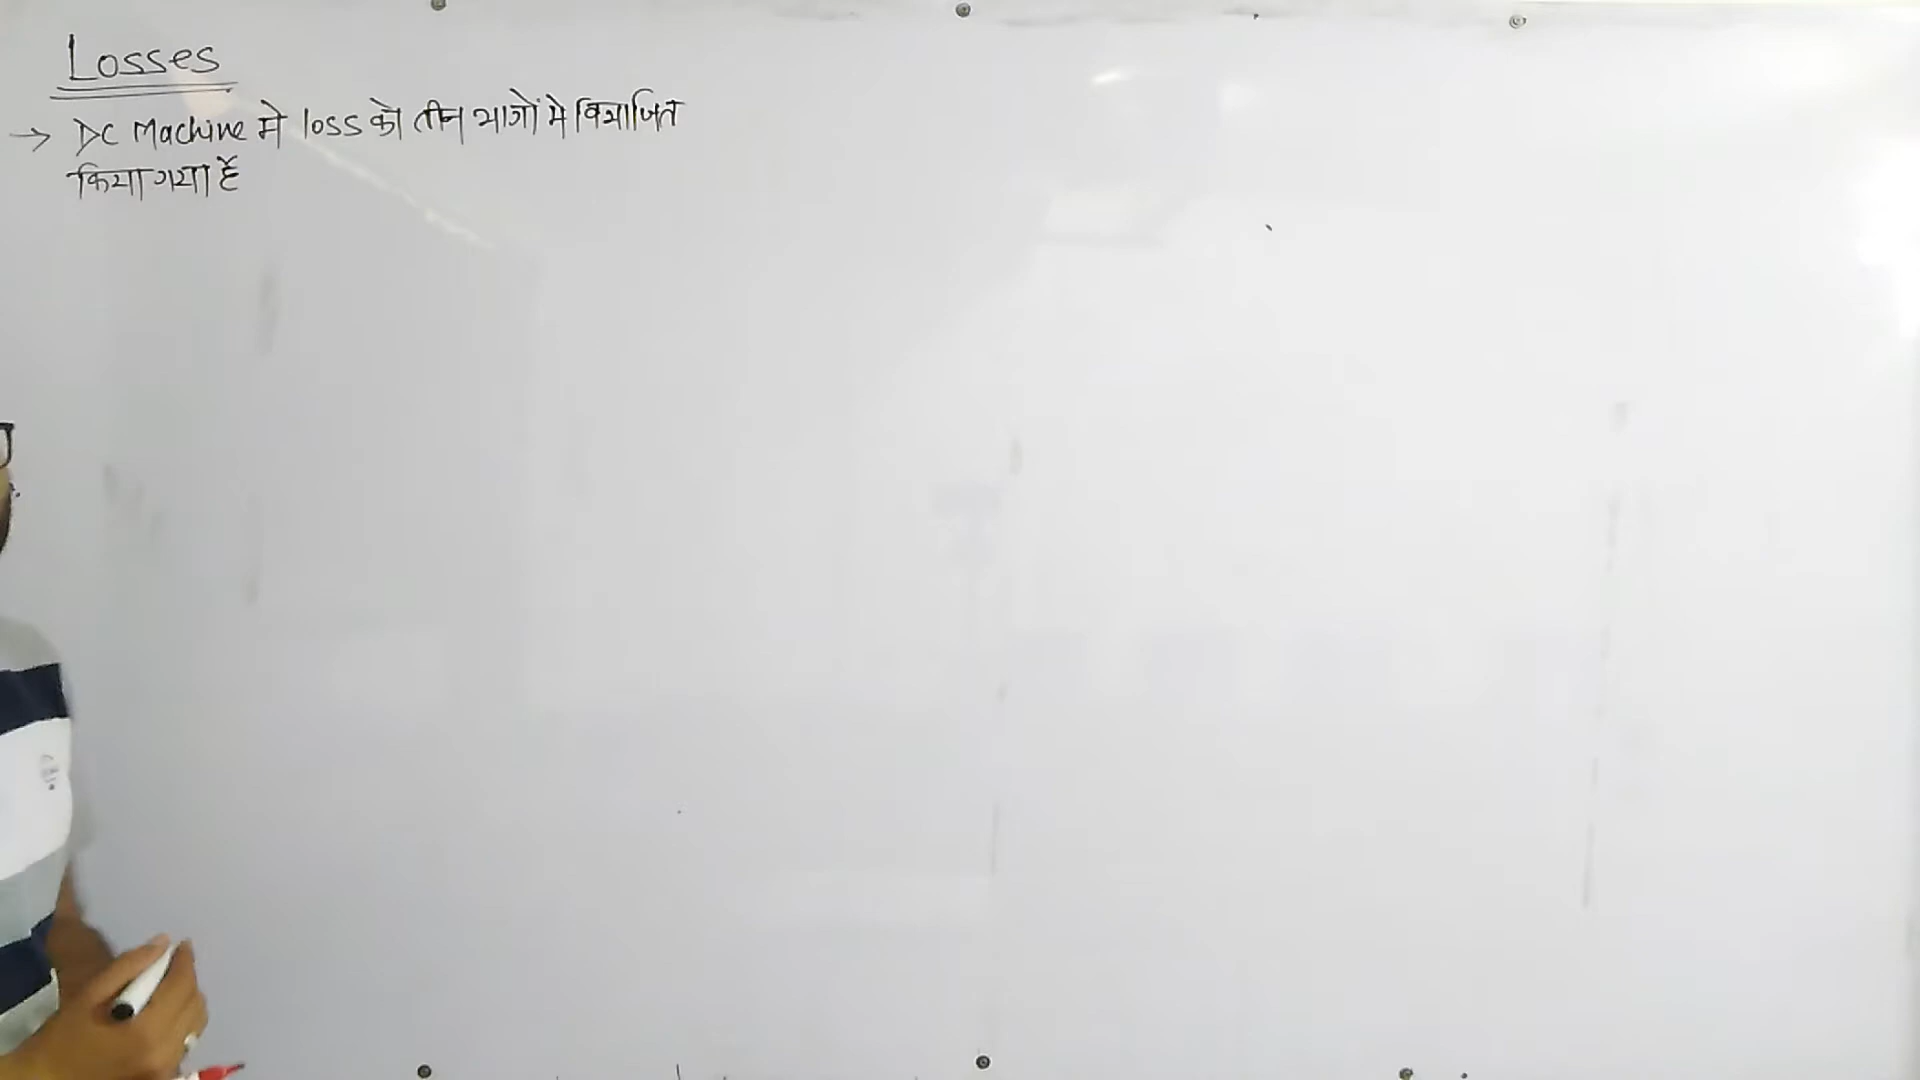 Losses
→ DC Machine मे loss को तीन भागों मे विभाजित
किया गया हैं